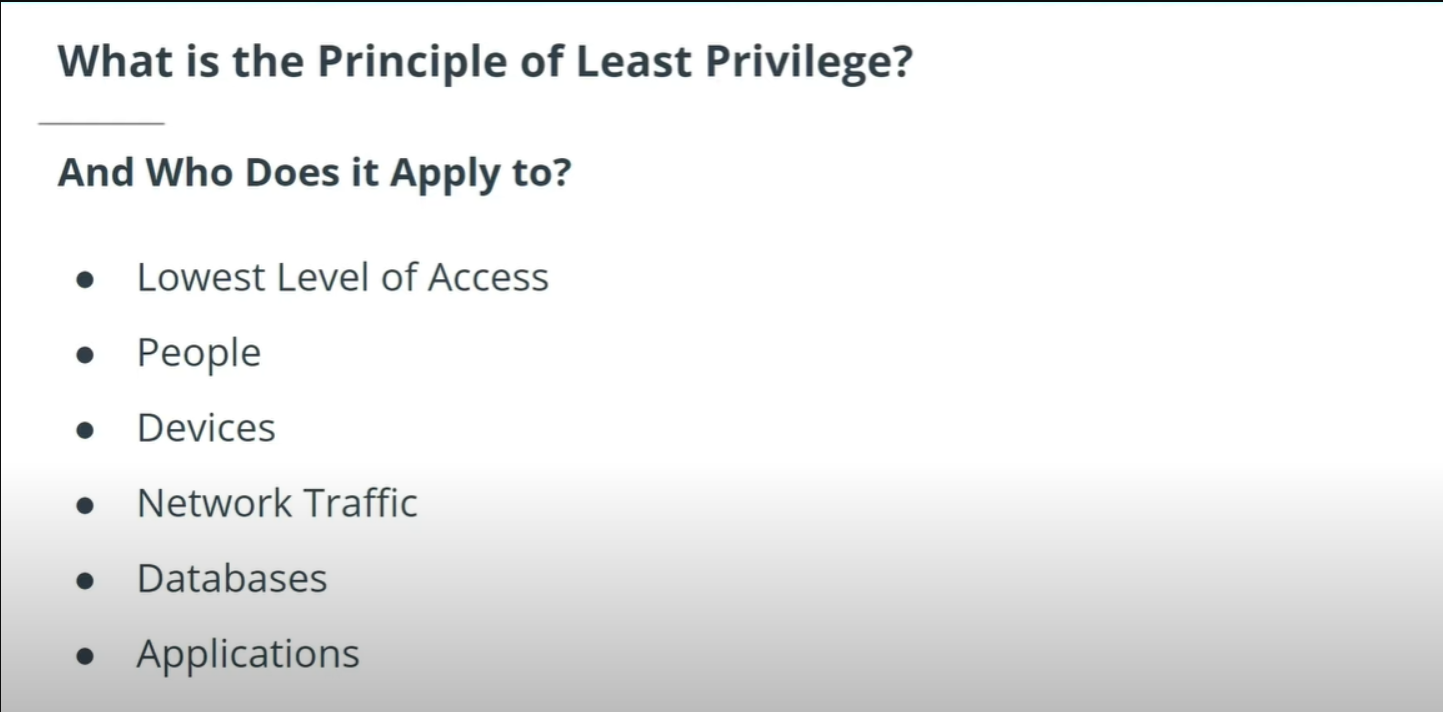 What is the Principle of Least Privilege?
And Who Does it Apply to?
● Lowest Level of Access
● People
● Devices
● Network Traffic
● Databases
● Applications